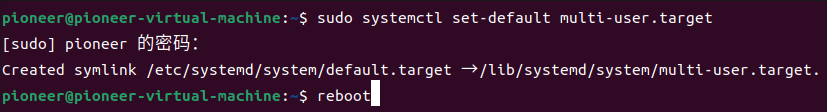 pioneer@pioneer-virtual-machine:~$ sudo systemctl set-default multi-user.target
[sudo] pioneer 的密码：
Created symlink /etc/systemd/system/default.target →/lib/systemd/system/multi-user.target.
pioneer@pioneer-virtual-machine:~$ reboot